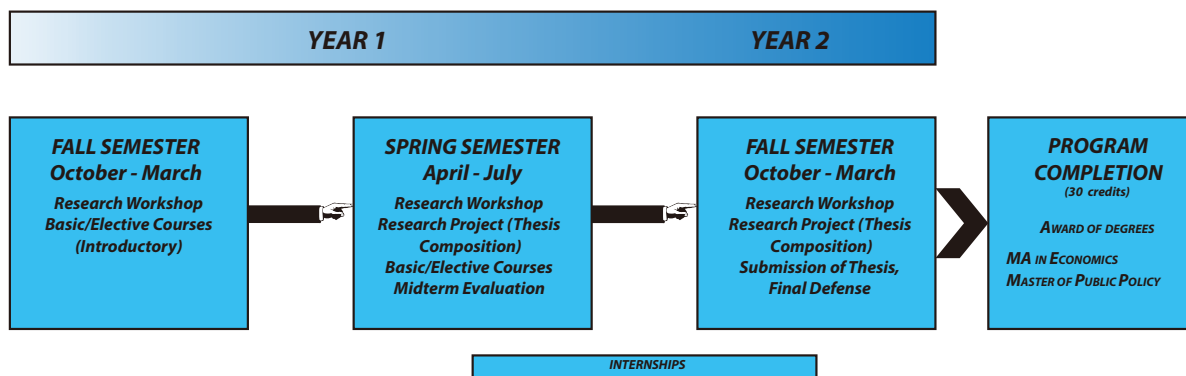 YEAR 1
YEAR 2
FALL SEMESTER
October - March
Research Workshop
Basic/Elective Courses
(Introductory)
SPRING SEMESTER
April - July
Research Workshop
Research Project (Thesis
Composition)
Basic/Elective Courses
Midterm Evaluation
FALL SEMESTER
October - March
Research Workshop
Research Project (Thesis
Composition)
Submission of Thesis,
Final Defense
PROGRAM
COMPLETION
(30 credits)
AWARD OF DEGREES
MA IN ECONOMICS
MASTER OF PUBLIC POLICY
INTERNSHIPS